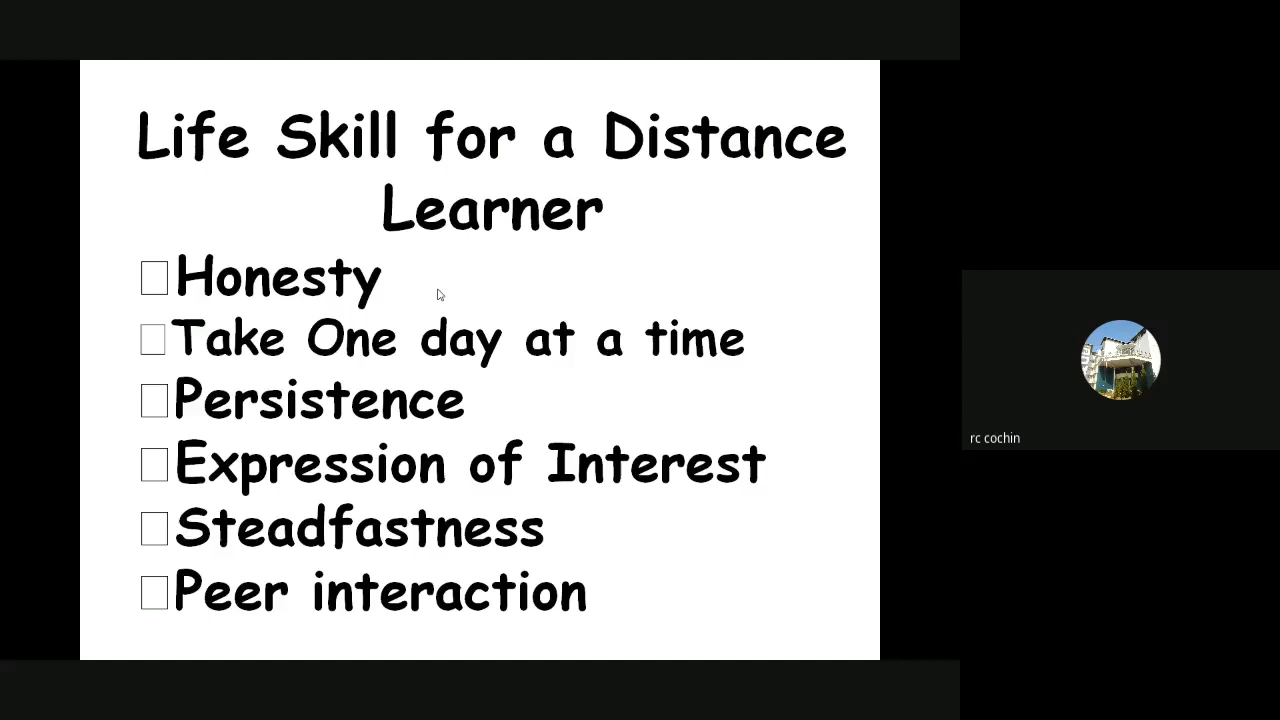 Life Skill for a Distance
Learner
Honesty
Take One day at a time
Persistence
Expression of Interest
Steadfastness
Peer interaction
rc cochin